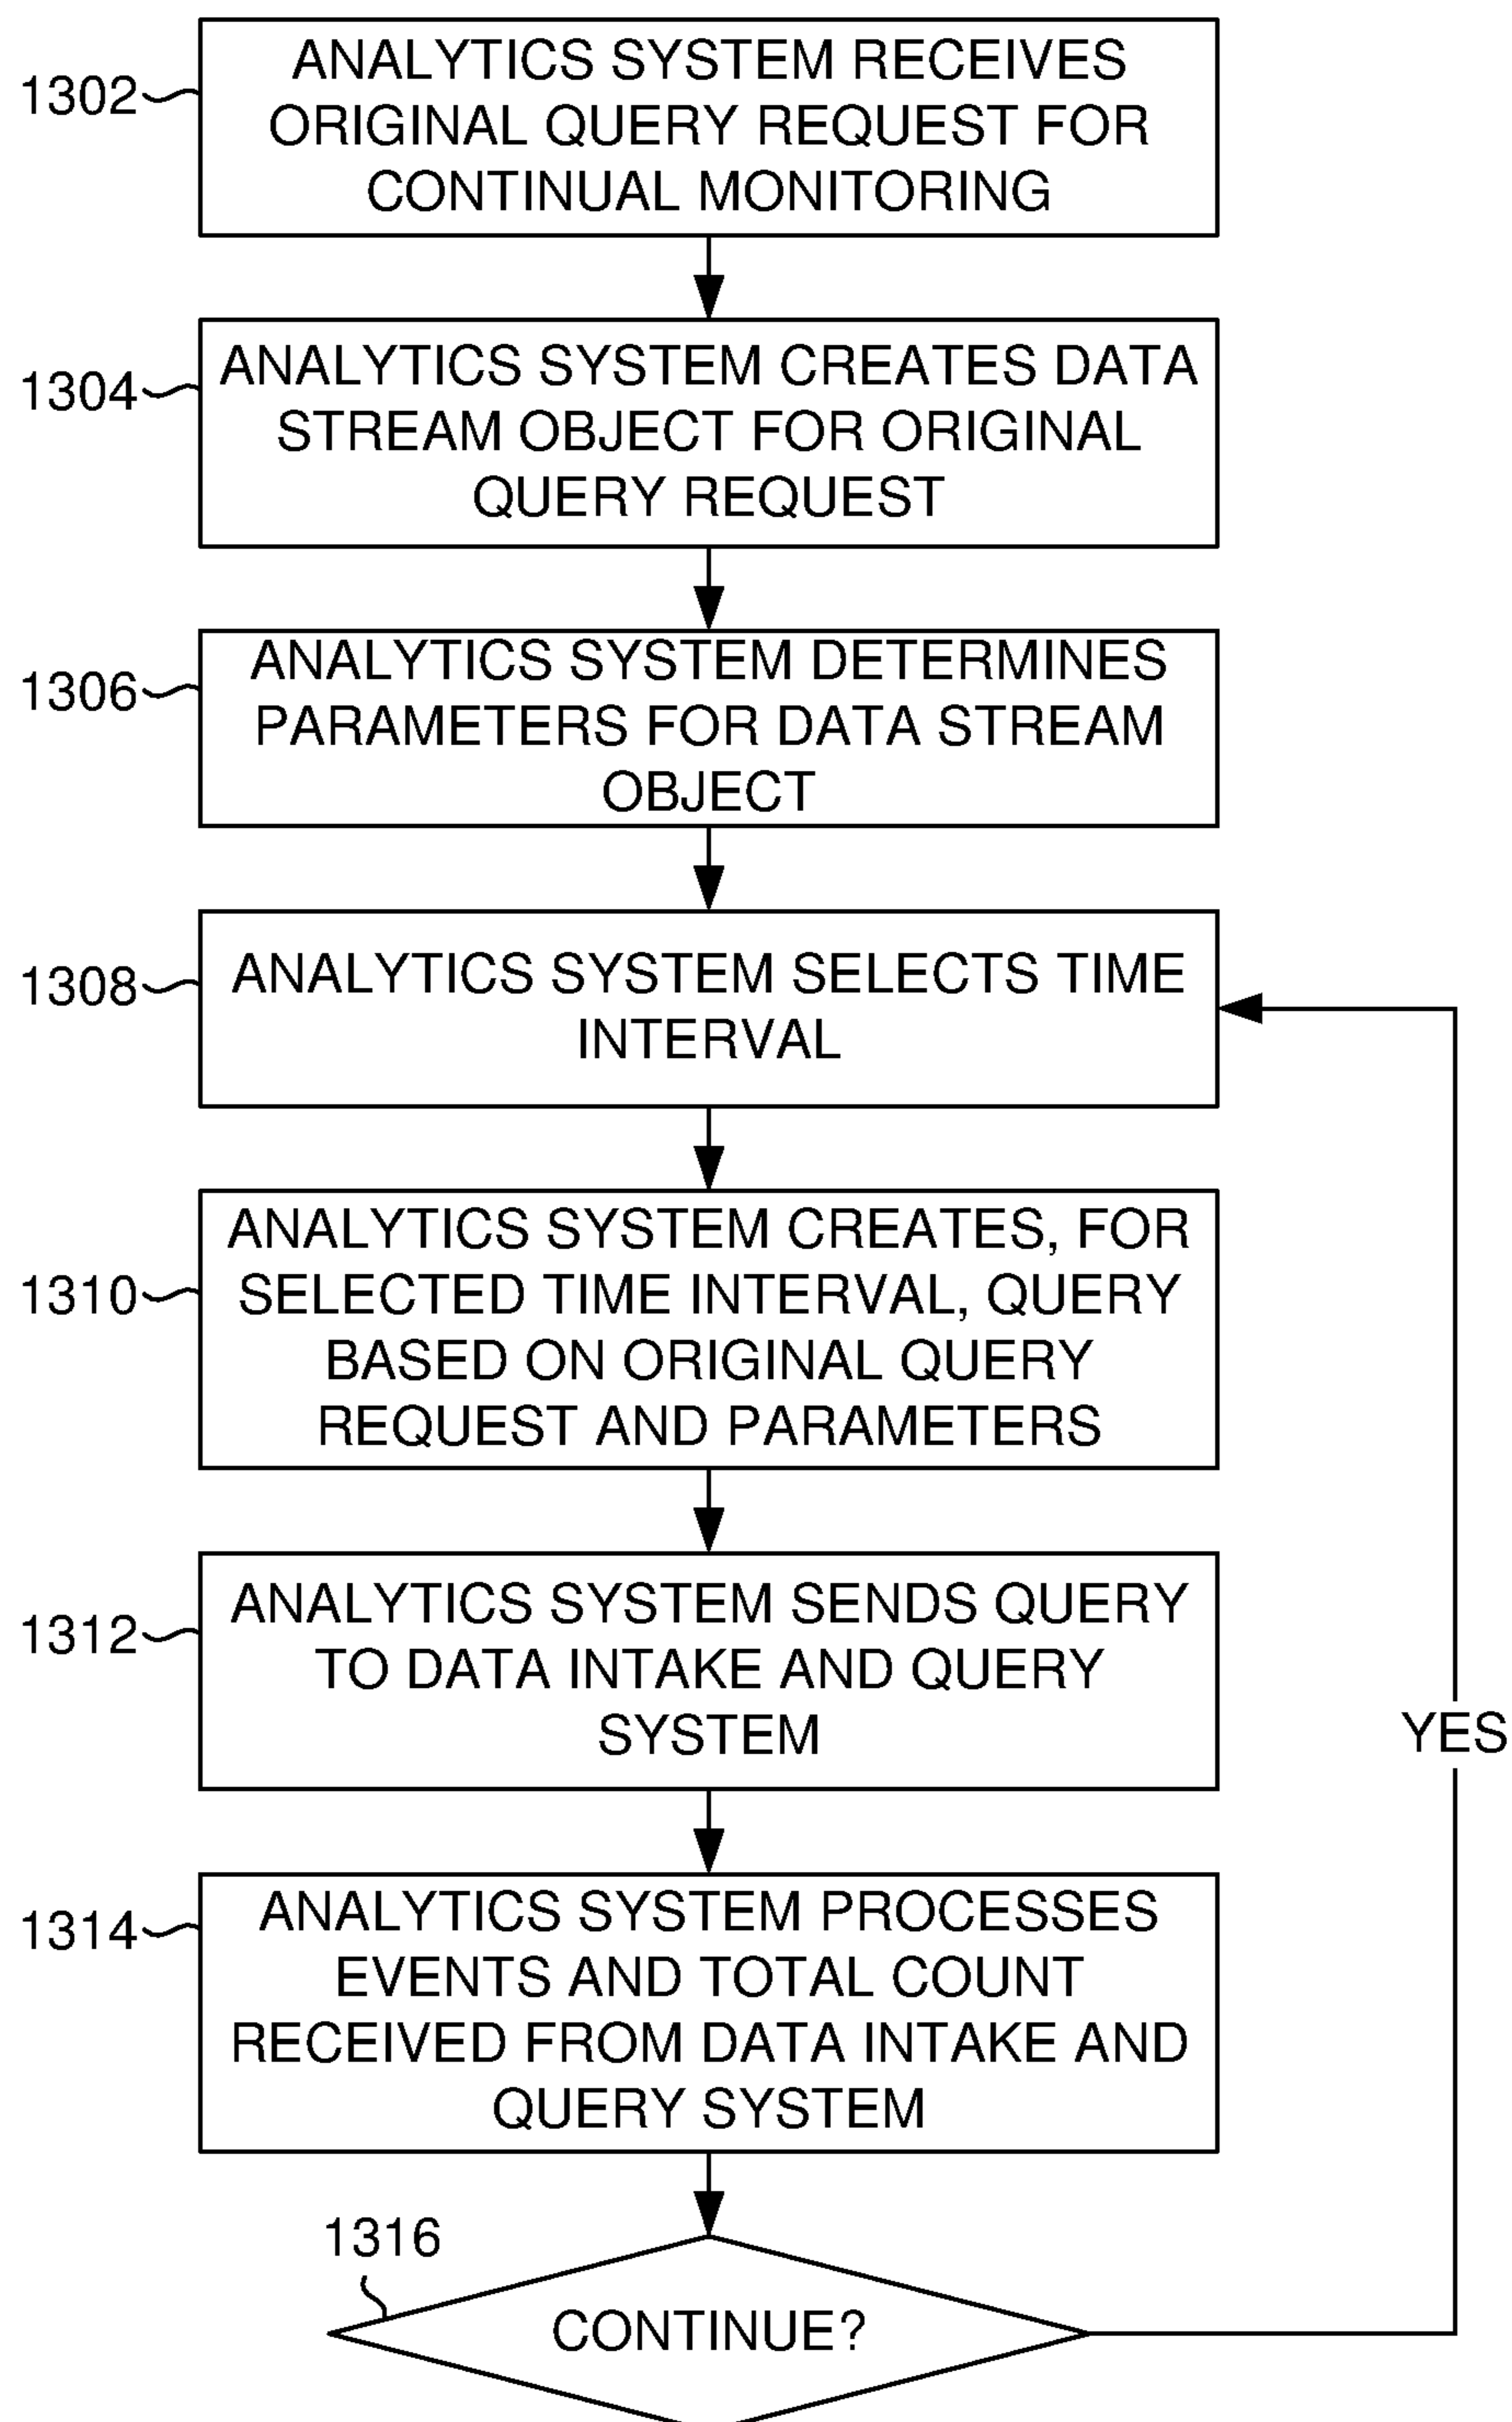 1302
ANALYTICS SYSTEM RECEIVES
ORIGINAL QUERY REQUEST FOR
CONTINUAL MONITORING
1304
ANALYTICS SYSTEM CREATES DATA
STREAM OBJECT FOR ORIGINAL
QUERY REQUEST
1306
ANALYTICS SYSTEM DETERMINES
PARAMETERS FOR DATA STREAM
OBJECT
1308
ANALYTICS SYSTEM SELECTS TIME
INTERVAL
1310
ANALYTICS SYSTEM CREATES, FOR
SELECTED TIME INTERVAL, QUERY
BASED ON ORIGINAL QUERY
REQUEST AND PARAMETERS
1312
ANALYTICS SYSTEM SENDS QUERY
TO DATA INTAKE AND QUERY
SYSTEM
YES
1314
ANALYTICS SYSTEM PROCESSES
EVENTS AND TOTAL COUNT
RECEIVED FROM DATA INTAKE AND
QUERY SYSTEM
1316
CONTINUE?